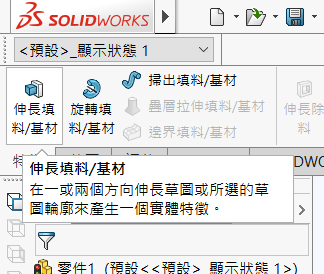 SOLIDWORKS
<預設>_顯示狀態 1
伸長填料/基材
旋轉填料/基材
掃出填料/基材
疊層拉伸填料/基材
邊界填料/基材
伸長除料
伸長填料/基材
在一或兩個方向伸長草圖或所選的草
圖輪廓來產生一個實體特徵。
零件1 (預設<<預設>_顯示狀態 1>)